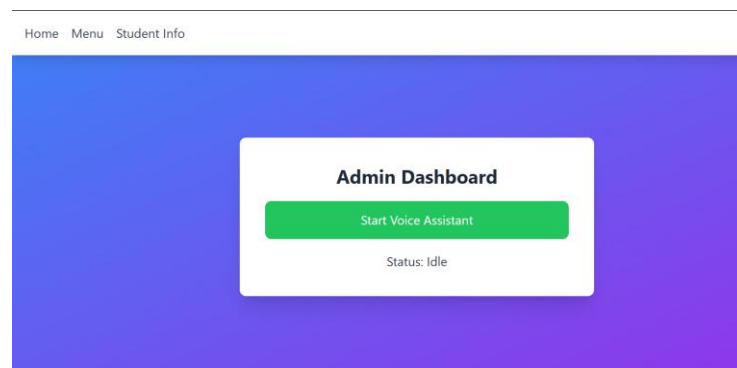 Home Menu Student Info
Admin Dashboard
Start Voice Assistant
Status: Idle